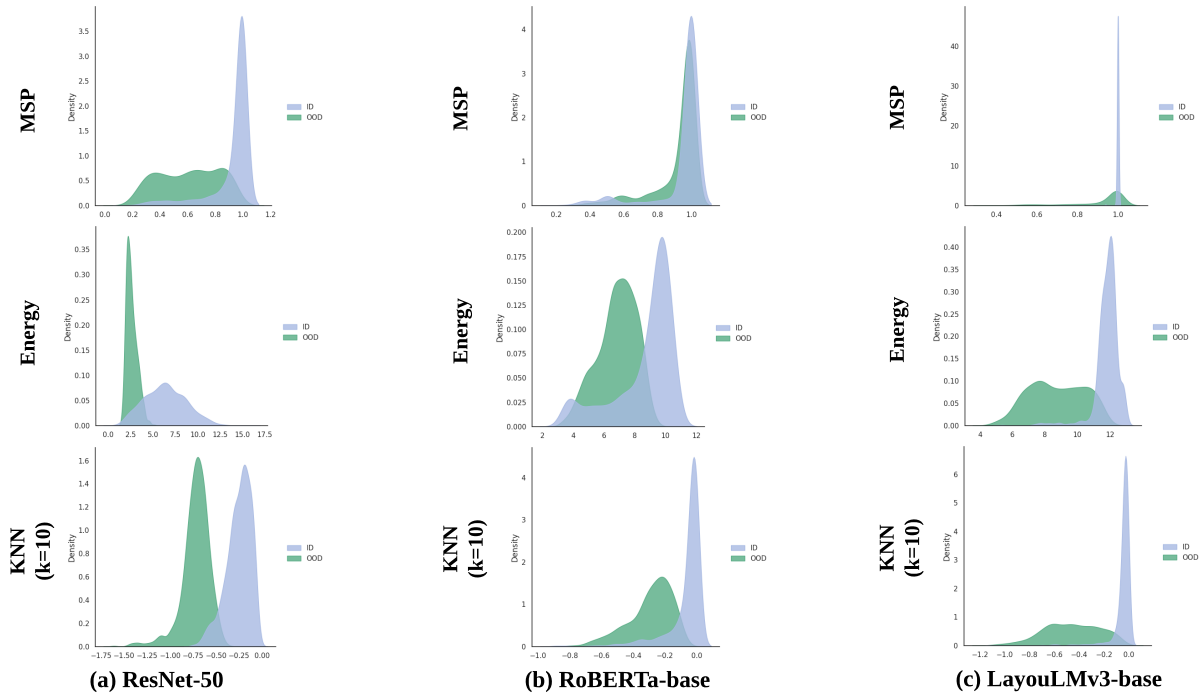 MSP
Density
3.5
3.0
2.5
2.0
1.5
1.0
0.5
0.0
0.0 0.2 0.4 0.6 0.8 1.0 1.2
ID
OOD
MSP
Density
4
3
2
1
0
0.2 0.4 0.6 0.8 1.0
ID
OOD
MSP
Density
40
30
20
10
0
0.4 0.6 0.8 1.0
ID
OOD
Energy
Density
0.35
0.30
0.25
0.20
0.15
0.10
0.05
0.00
0.0 2.5 5.0 7.5 10.0 12.5 15.0 17.5
ID
OOD
Energy
Density
0.200
0.175
0.150
0.125
0.100
0.075
0.050
0.025
0.000
2 4 6 8 10 12
ID
OOD
Energy
Density
0.40
0.35
0.30
0.25
0.20
0.15
0.10
0.05
0.00
4 6 8 10 12
ID
OOD
KNN
(k=10)
Density
1.6
1.4
1.2
1.0
0.8
0.6
0.4
0.2
0.0
−1.75 −1.50 −1.25 −1.00 −0.75 −0.50 −0.25 0.00
ID
OOD
KNN
(k=10)
Density
4
3
2
1
0
−1.0 −0.8 −0.6 −0.4 −0.2 0.0
ID
OOD
KNN
(k=10)
Density
6
5
4
3
2
1
0
−1.2 −1.0 −0.8 −0.6 −0.4 −0.2 0.0
ID
OOD
(a) ResNet-50
(b) RoBERTa-base
(c) LayouLMv3-base